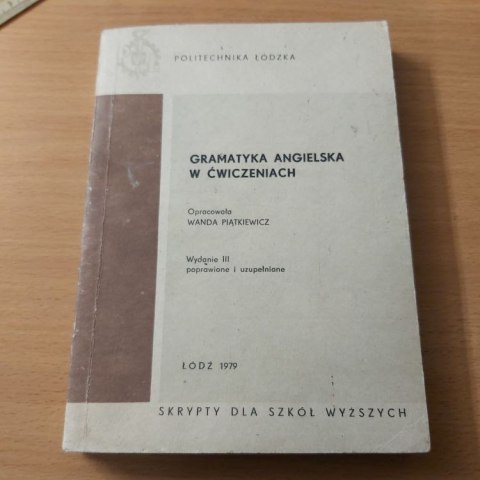 POLITECHNIKA ŁÓDZKA
GRAMATYKA ANGIELSKA
W ĆWICZENIACH
Opracowała
WANDA PIĄTKIEWICZ
Wydanie III
poprawione i uzupełnione
ŁÓDŹ 1979
SKRYPTY DLA SZKÓŁ WYŻSZYCH